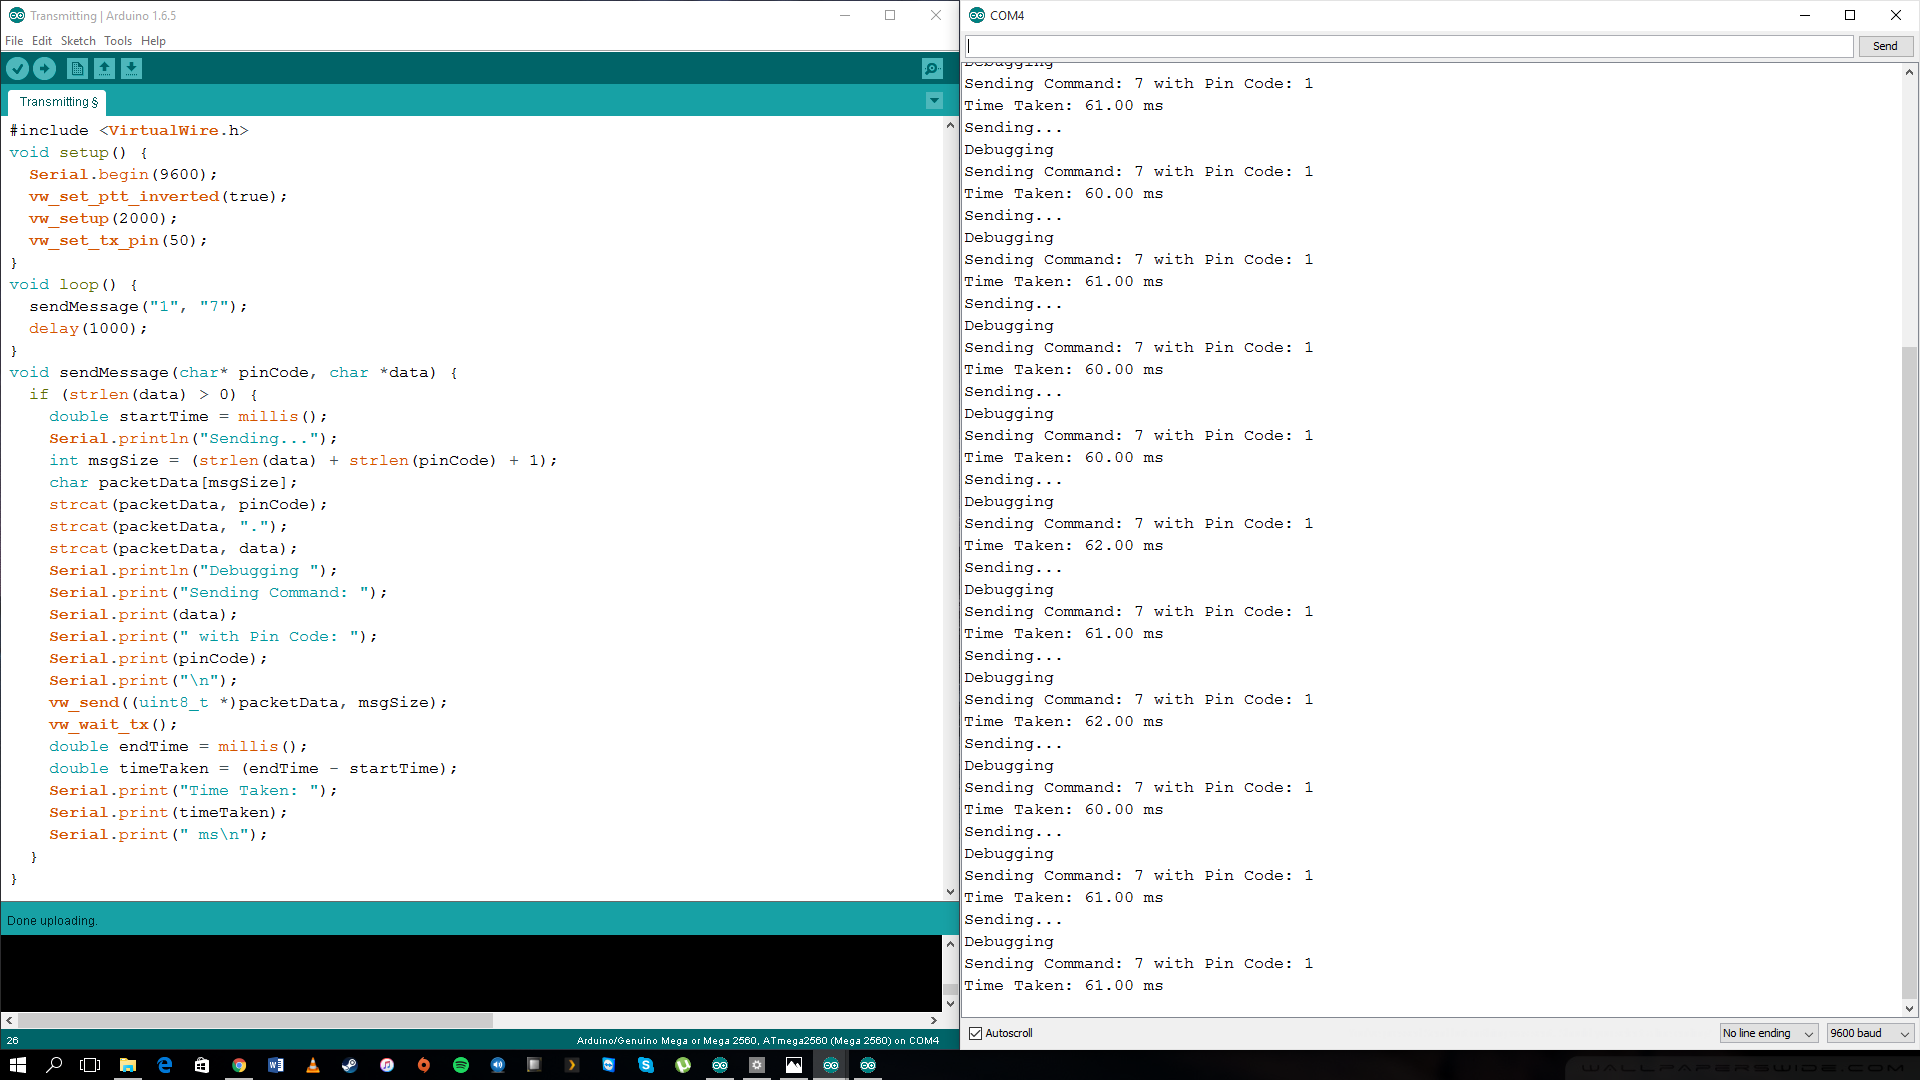 Transmitting | Arduino 1.6.5
File Edit Sketch Tools Help
Transmitting §
#include <VirtualWire.h>
void setup() {
  Serial.begin(9600);
  vw_set_ptt_inverted(true);
  vw_setup(2000);
  vw_set_tx_pin(50);
}
void loop() {
  sendMessage("1", "7");
  delay(1000);
}
void sendMessage(char* pinCode, char *data) {
  if (strlen(data) > 0) {
    double startTime = millis();
    Serial.println("Sending...");
    int msgSize = (strlen(data) + strlen(pinCode) + 1);
    char packetData[msgSize];
    strcat(packetData, pinCode);
    strcat(packetData, ".");
    strcat(packetData, data);
    Serial.println("Debugging ");
    Serial.print("Sending Command: ");
    Serial.print(data);
    Serial.print(" with Pin Code: ");
    Serial.print(pinCode);
    Serial.print("\n");
    vw_send((uint8_t *)packetData, msgSize);
    vw_wait_tx();
    double endTime = millis();
    double timeTaken = (endTime - startTime);
    Serial.print("Time Taken: ");
    Serial.print(timeTaken);
    Serial.print(" ms\n");
  }
}
Done uploading.
26
Arduino/Genuino Mega or Mega 2560, ATmega2560 (Mega 2560) on COM4
COM4
Send
Debugging
Sending Command: 7 with Pin Code: 1
Time Taken: 61.00 ms
Sending...
Debugging
Sending Command: 7 with Pin Code: 1
Time Taken: 60.00 ms
Sending...
Debugging
Sending Command: 7 with Pin Code: 1
Time Taken: 61.00 ms
Sending...
Debugging
Sending Command: 7 with Pin Code: 1
Time Taken: 60.00 ms
Sending...
Debugging
Sending Command: 7 with Pin Code: 1
Time Taken: 60.00 ms
Sending...
Debugging
Sending Command: 7 with Pin Code: 1
Time Taken: 62.00 ms
Sending...
Debugging
Sending Command: 7 with Pin Code: 1
Time Taken: 61.00 ms
Sending...
Debugging
Sending Command: 7 with Pin Code: 1
Time Taken: 62.00 ms
Sending...
Debugging
Sending Command: 7 with Pin Code: 1
Time Taken: 60.00 ms
Sending...
Debugging
Sending Command: 7 with Pin Code: 1
Time Taken: 61.00 ms
Sending...
Debugging
Sending Command: 7 with Pin Code: 1
Time Taken: 61.00 ms
Autoscroll
No line ending
9600 baud
WALLPAPERSWIDE.COM